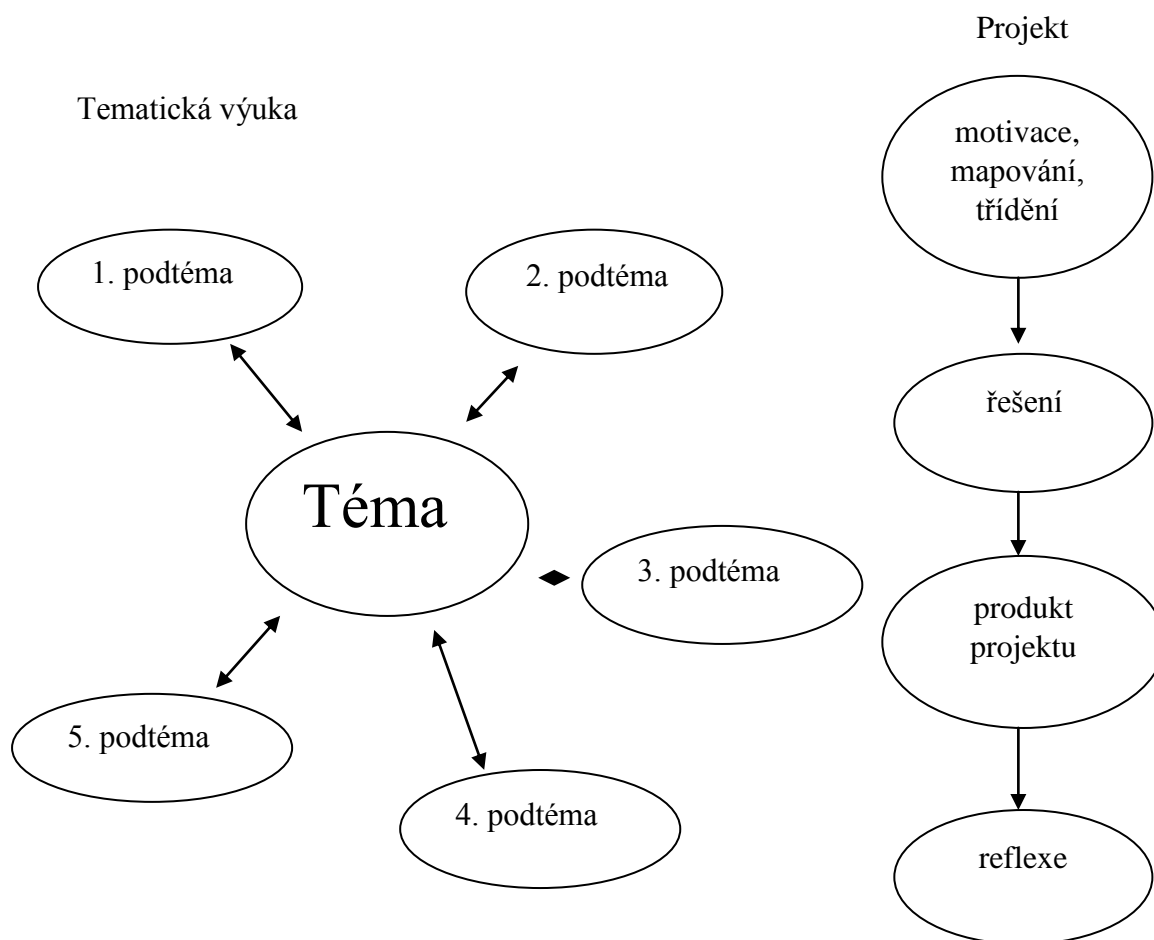 Tematická výuka
1. podtéma
2. podtéma
Téma
3. podtéma
5. podtéma
4. podtéma
Projekt
motivace,
mapování,
třídění
řešení
produkt
projektu
reflexe